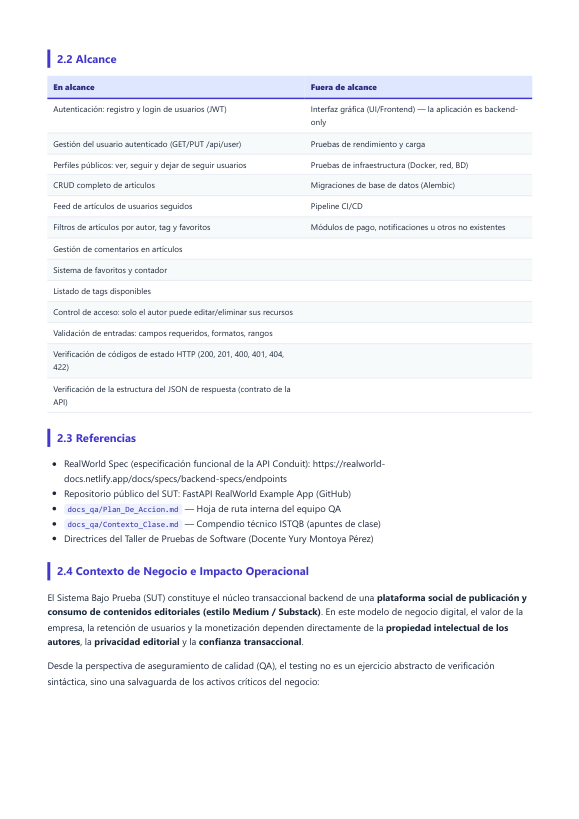 2.2 Alcance
En alcance
Fuera de alcance
Autenticación: registro y login de usuarios (JWT)
Interfaz gráfica (UI/Frontend) — la aplicación es backend-
only
Gestión del usuario autenticado (GET/PUT /api/user)
Pruebas de rendimiento y carga
Perfiles públicos: ver, seguir y dejar de seguir usuarios
Pruebas de infraestructura (Docker, red, BD)
CRUD completo de artículos
Migraciones de base de datos (Alembic)
Feed de artículos de usuarios seguidos
Pipeline CI/CD
Filtros de artículos por autor, tag y favoritos
Módulos de pago, notificaciones u otros no existentes
Gestión de comentarios en artículos
Sistema de favoritos y contador
Listado de tags disponibles
Control de acceso: solo el autor puede editar/eliminar sus recursos
Validación de entradas: campos requeridos, formatos, rangos
Verificación de códigos de estado HTTP (200, 201, 400, 401, 404,
422)
Verificación de la estructura del JSON de respuesta (contrato de la
API)
2.3 Referencias
• RealWorld Spec (especificación funcional de la API Conduit): https://realworld-
docs.netlify.app/docs/specs/backend-specs/endpoints
• Repositorio público del SUT: FastAPI RealWorld Example App (GitHub)
• docs_qa/Plan_De_Accion.md — Hoja de ruta interna del equipo QA
• docs_qa/Contexto_Clase.md — Compendio técnico ISTQB (apuntes de clase)
• Directrices del Taller de Pruebas de Software (Docente Yury Montoya Pérez)
2.4 Contexto de Negocio e Impacto Operacional
El Sistema Bajo Prueba (SUT) constituye el núcleo transaccional backend de una plataforma social de publicación y
consumo de contenidos editoriales (estilo Medium / Substack). En este modelo de negocio digital, el valor de la
empresa, la retención de usuarios y la monetización dependen directamente de la propiedad intelectual de los
autores, la privacidad editorial y la confianza transaccional.
Desde la perspectiva de aseguramiento de calidad (QA), el testing no es un ejercicio abstracto de verificación
sintáctica, sino una salvaguarda de los activos críticos del negocio: